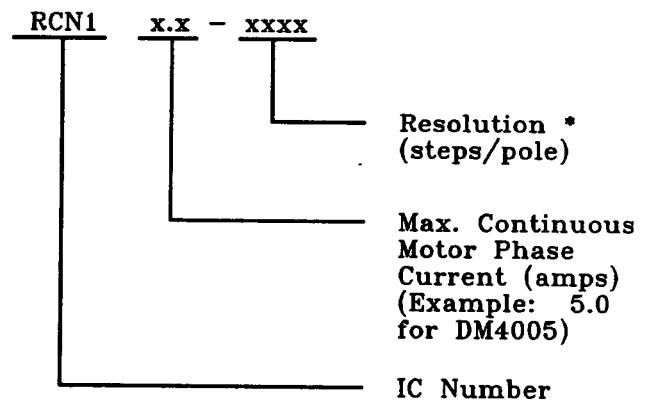 RCN1 x.x - xxxx
Resolution *
(steps/pole)
Max. Continuous
Motor Phase
Current (amps)
(Example: 5.0
for DM4005)
IC Number